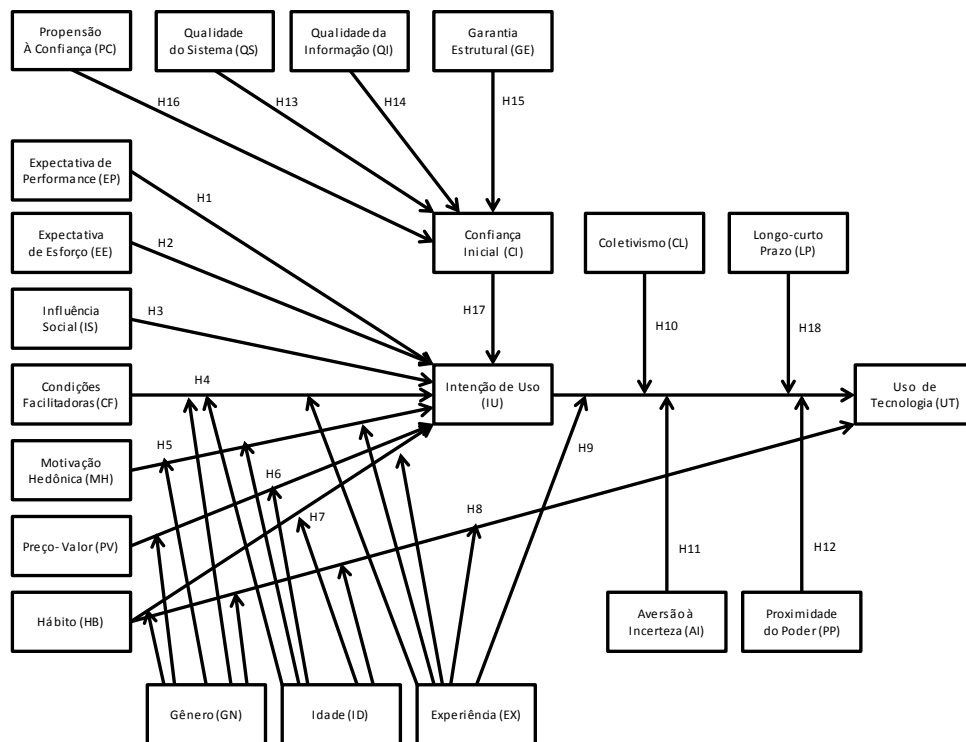 Propensão
À Confiança (PC)
Qualidade
do Sistema (QS)
Qualidade da
Informação (QI)
Garantia
Estrutural (GE)
H16
H13
H14
H15
Expectativa de
Performance (EP)
H1
Expectativa
de Esforço (EE)
H2
Confiança
Inicial (CI)
Coletivismo (CL)
Longo-curto
Prazo (LP)
Influência
Social (IS)
H3
H17
H10
H18
Condições
Facilitadoras (CF)
H4
Intenção de Uso
(IU)
Uso de
Tecnologia (UT)
Motivação
Hedônica (MH)
H5
H6
H9
Preço- Valor (PV)
H7
H8
H11
H12
Hábito (HB)
Aversão à
Incerteza (AI)
Proximidade
do Poder (PP)
Gênero (GN)
Idade (ID)
Experiência (EX)